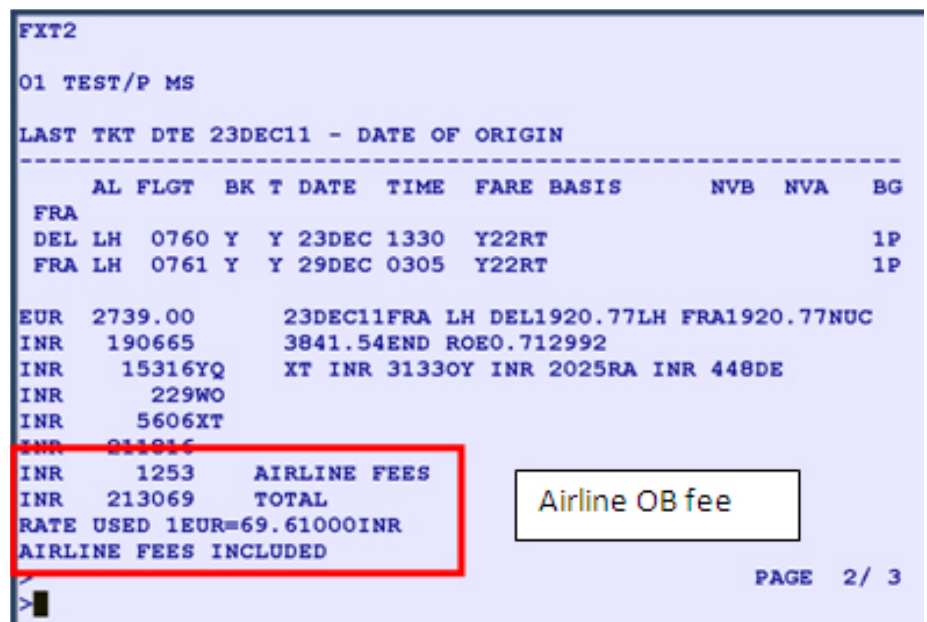 FXT2
01 TEST/P MS
LAST TKT DTE 23DEC11 - DATE OF ORIGIN
------------------------------------------------------------
AL FLGT BK T DATE TIME FARE BASIS NVB NVA BG
FRA
DEL LH 0760 Y Y 23DEC 1330 Y22RT 1P
FRA LH 0761 Y Y 29DEC 0305 Y22RT 1P
EUR 2739.00 23DEC11FRA LH DEL1920.77LH FRA1920.77NUC
INR 190665 3841.54END ROE0.712992
INR 15316YQ XT INR 3133OY INR 2025RA INR 448DE
INR 229WO
INR 5606XT
INR 211816
INR 1253 AIRLINE FEES
INR 213069 TOTAL
RATE USED 1EUR=69.61000INR
AIRLINE FEES INCLUDED
Airline OB fee
> PAGE 2/ 3
>